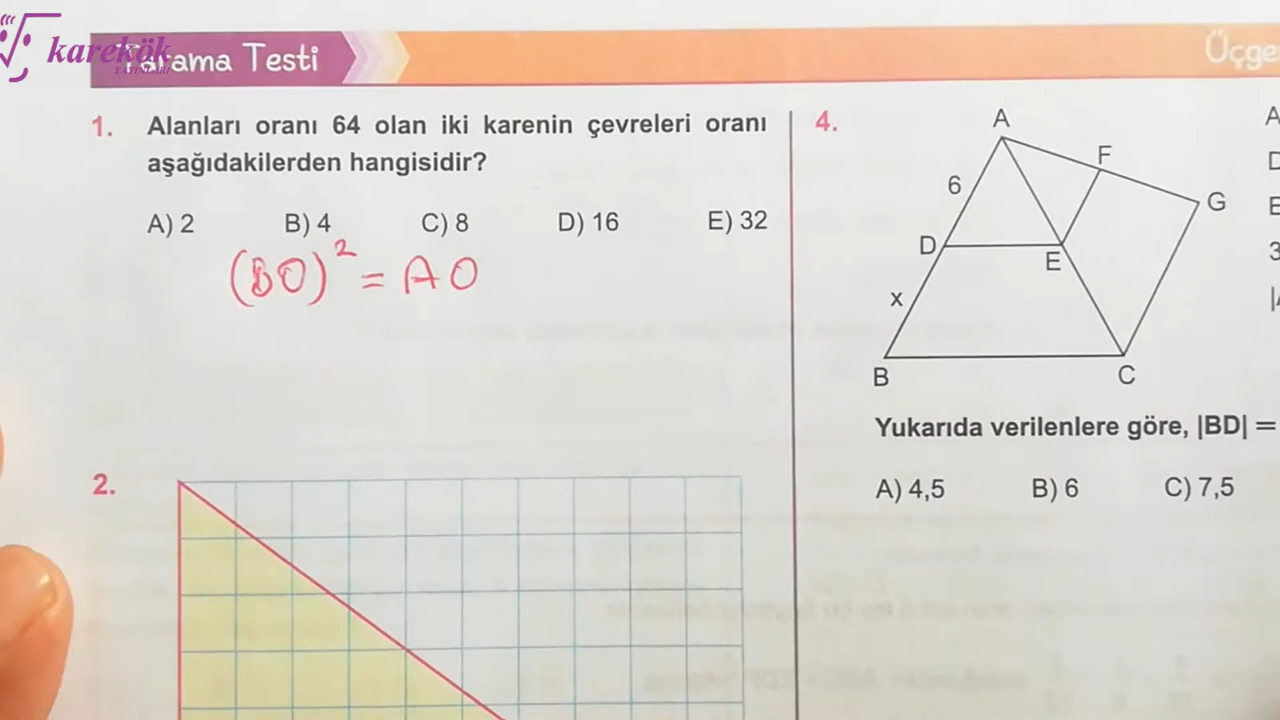 karekök
YAYINLARI
Tarama Testi
Üçge
1. Alanları oranı 64 olan iki karenin çevreleri oranı
aşağıdakilerden hangisidir?
A) 2 B) 4 C) 8 D) 16 E) 32
(BO)² = AO
2.
4.
A
F
6
G
D
E
x
B
C
Yukarıda verilenlere göre, |BD| =
A) 4,5 B) 6 C) 7,5
A
E
3